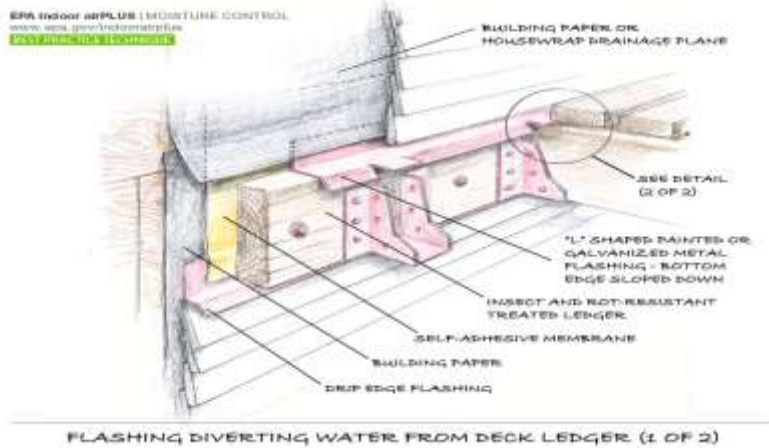 EPA Indoor airPLUS | MOISTURE CONTROL
www.epa.gov/indoorairplus
BEST PRACTICE TECHNIQUE
BUILDING PAPER OR
HOUSEWRAP DRAINAGE PLANE
SEE DETAIL
(2 OF 2)
"L" SHAPED PAINTED OR
GALVANIZED METAL
FLASHING - BOTTOM
EDGE SLOPED DOWN
INSECT AND ROT-RESISTANT
TREATED LEDGER
SELF-ADHESIVE MEMBRANE
BUILDING PAPER
DRIP EDGE FLASHING
FLASHING DIVERTING WATER FROM DECK LEDGER (1 OF 2)